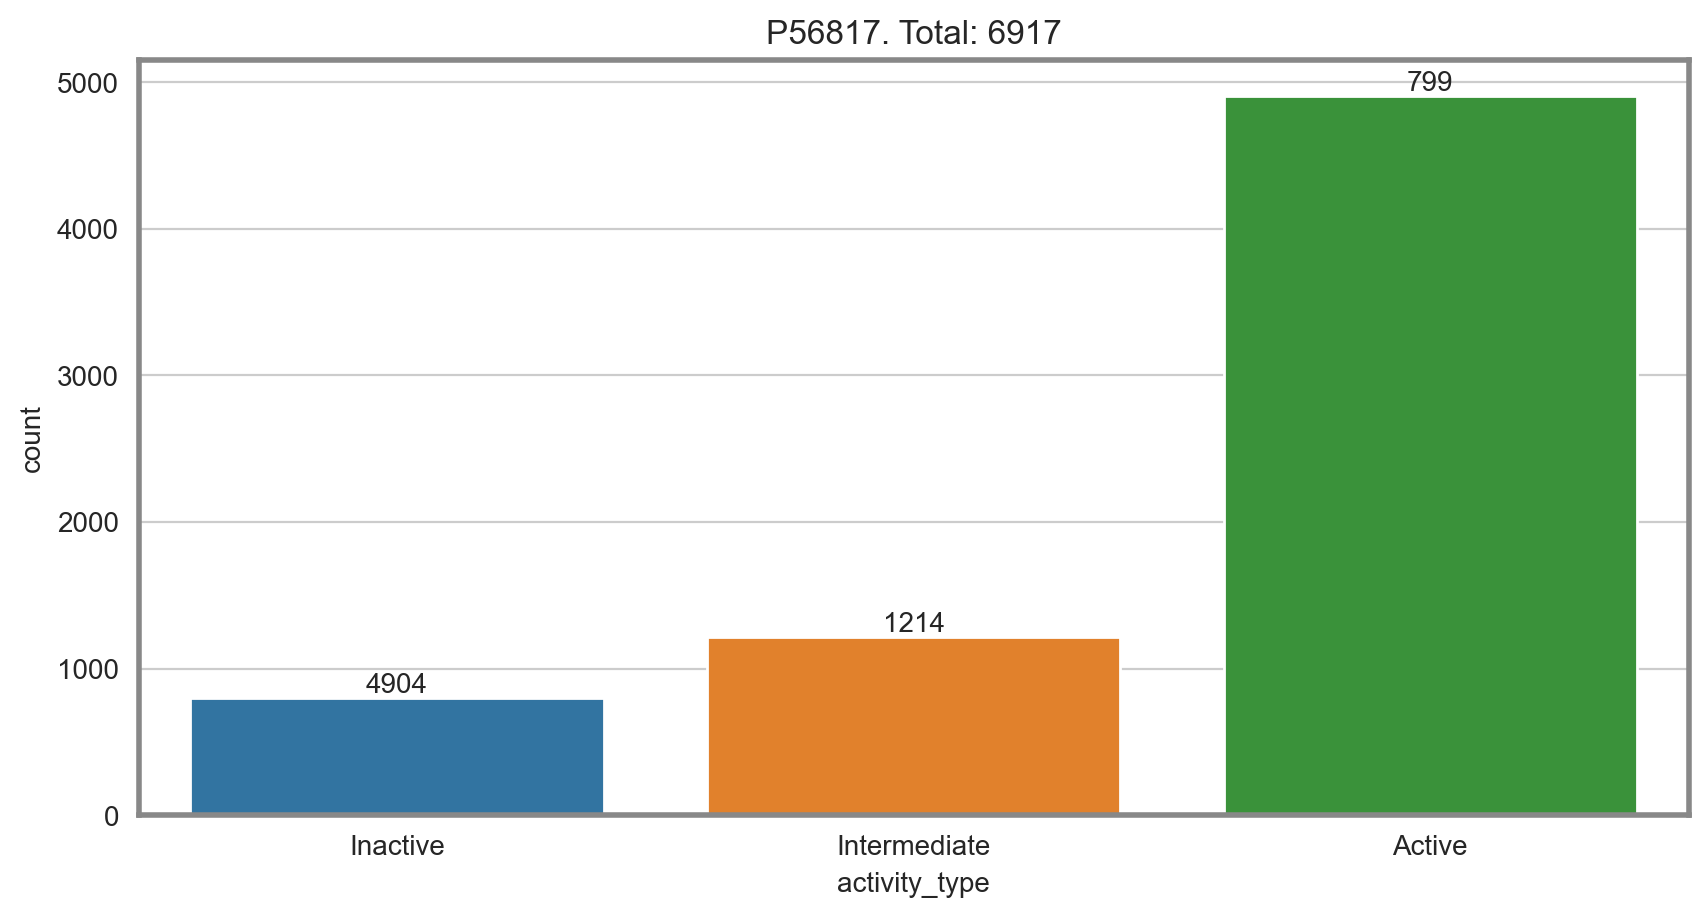 P56817. Total: 6917
5000
4000
3000
2000
1000
0
count
4904
1214
799
Inactive
Intermediate
Active
activity_type